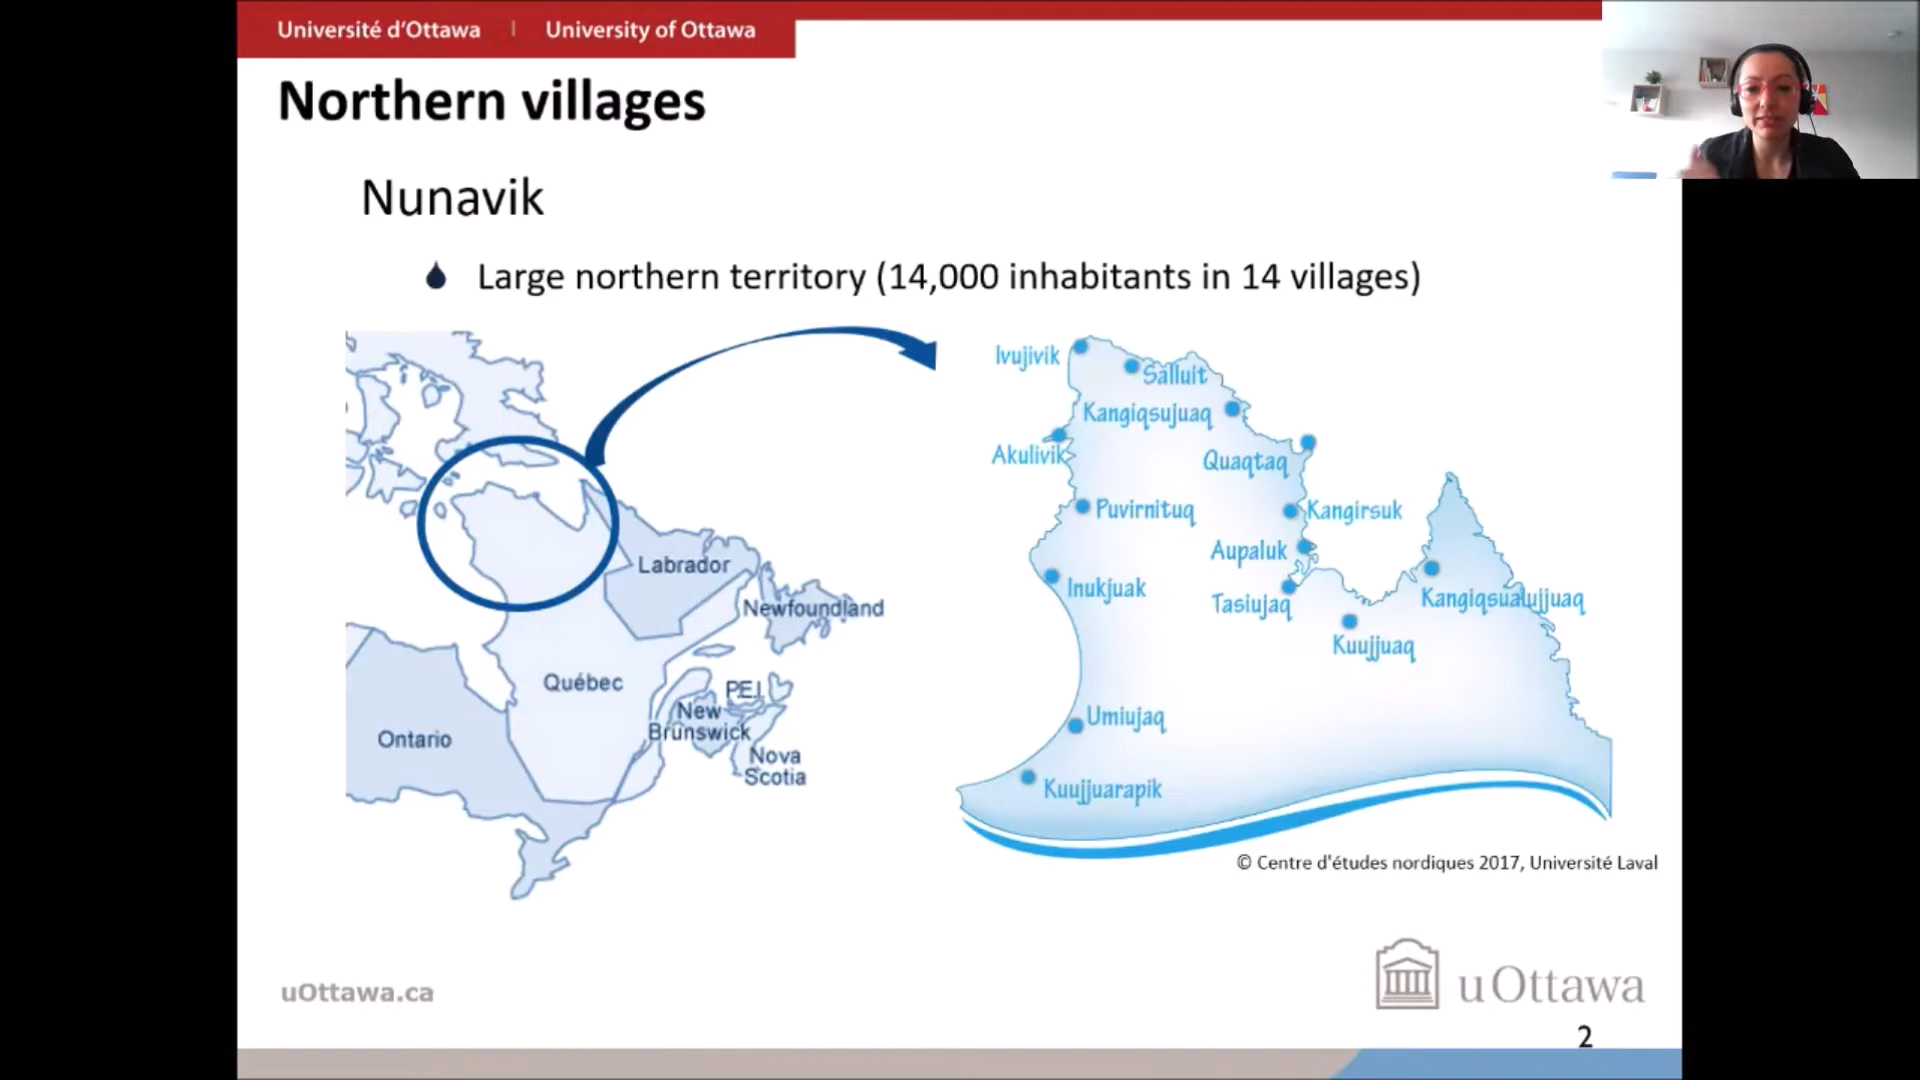 Université d'Ottawa | University of Ottawa
Northern villages
Nunavik
Large northern territory (14,000 inhabitants in 14 villages)
Labrador
Newfoundland
Québec
PEI
New
Brunswick
Nova
Scotia
Ontario
Ivujivik
Salluit
Kangiqsujuaq
Akulivik
Quaqtaq
Puvirnituq
Kangirsuk
Aupaluk
Inukjuak
Tasiujaq
Kangiqsualujjuaq
Kuujjuaq
Umiujaq
Kuujjuarapik
© Centre d'études nordiques 2017, Université Laval
uOttawa.ca
uOttawa
2